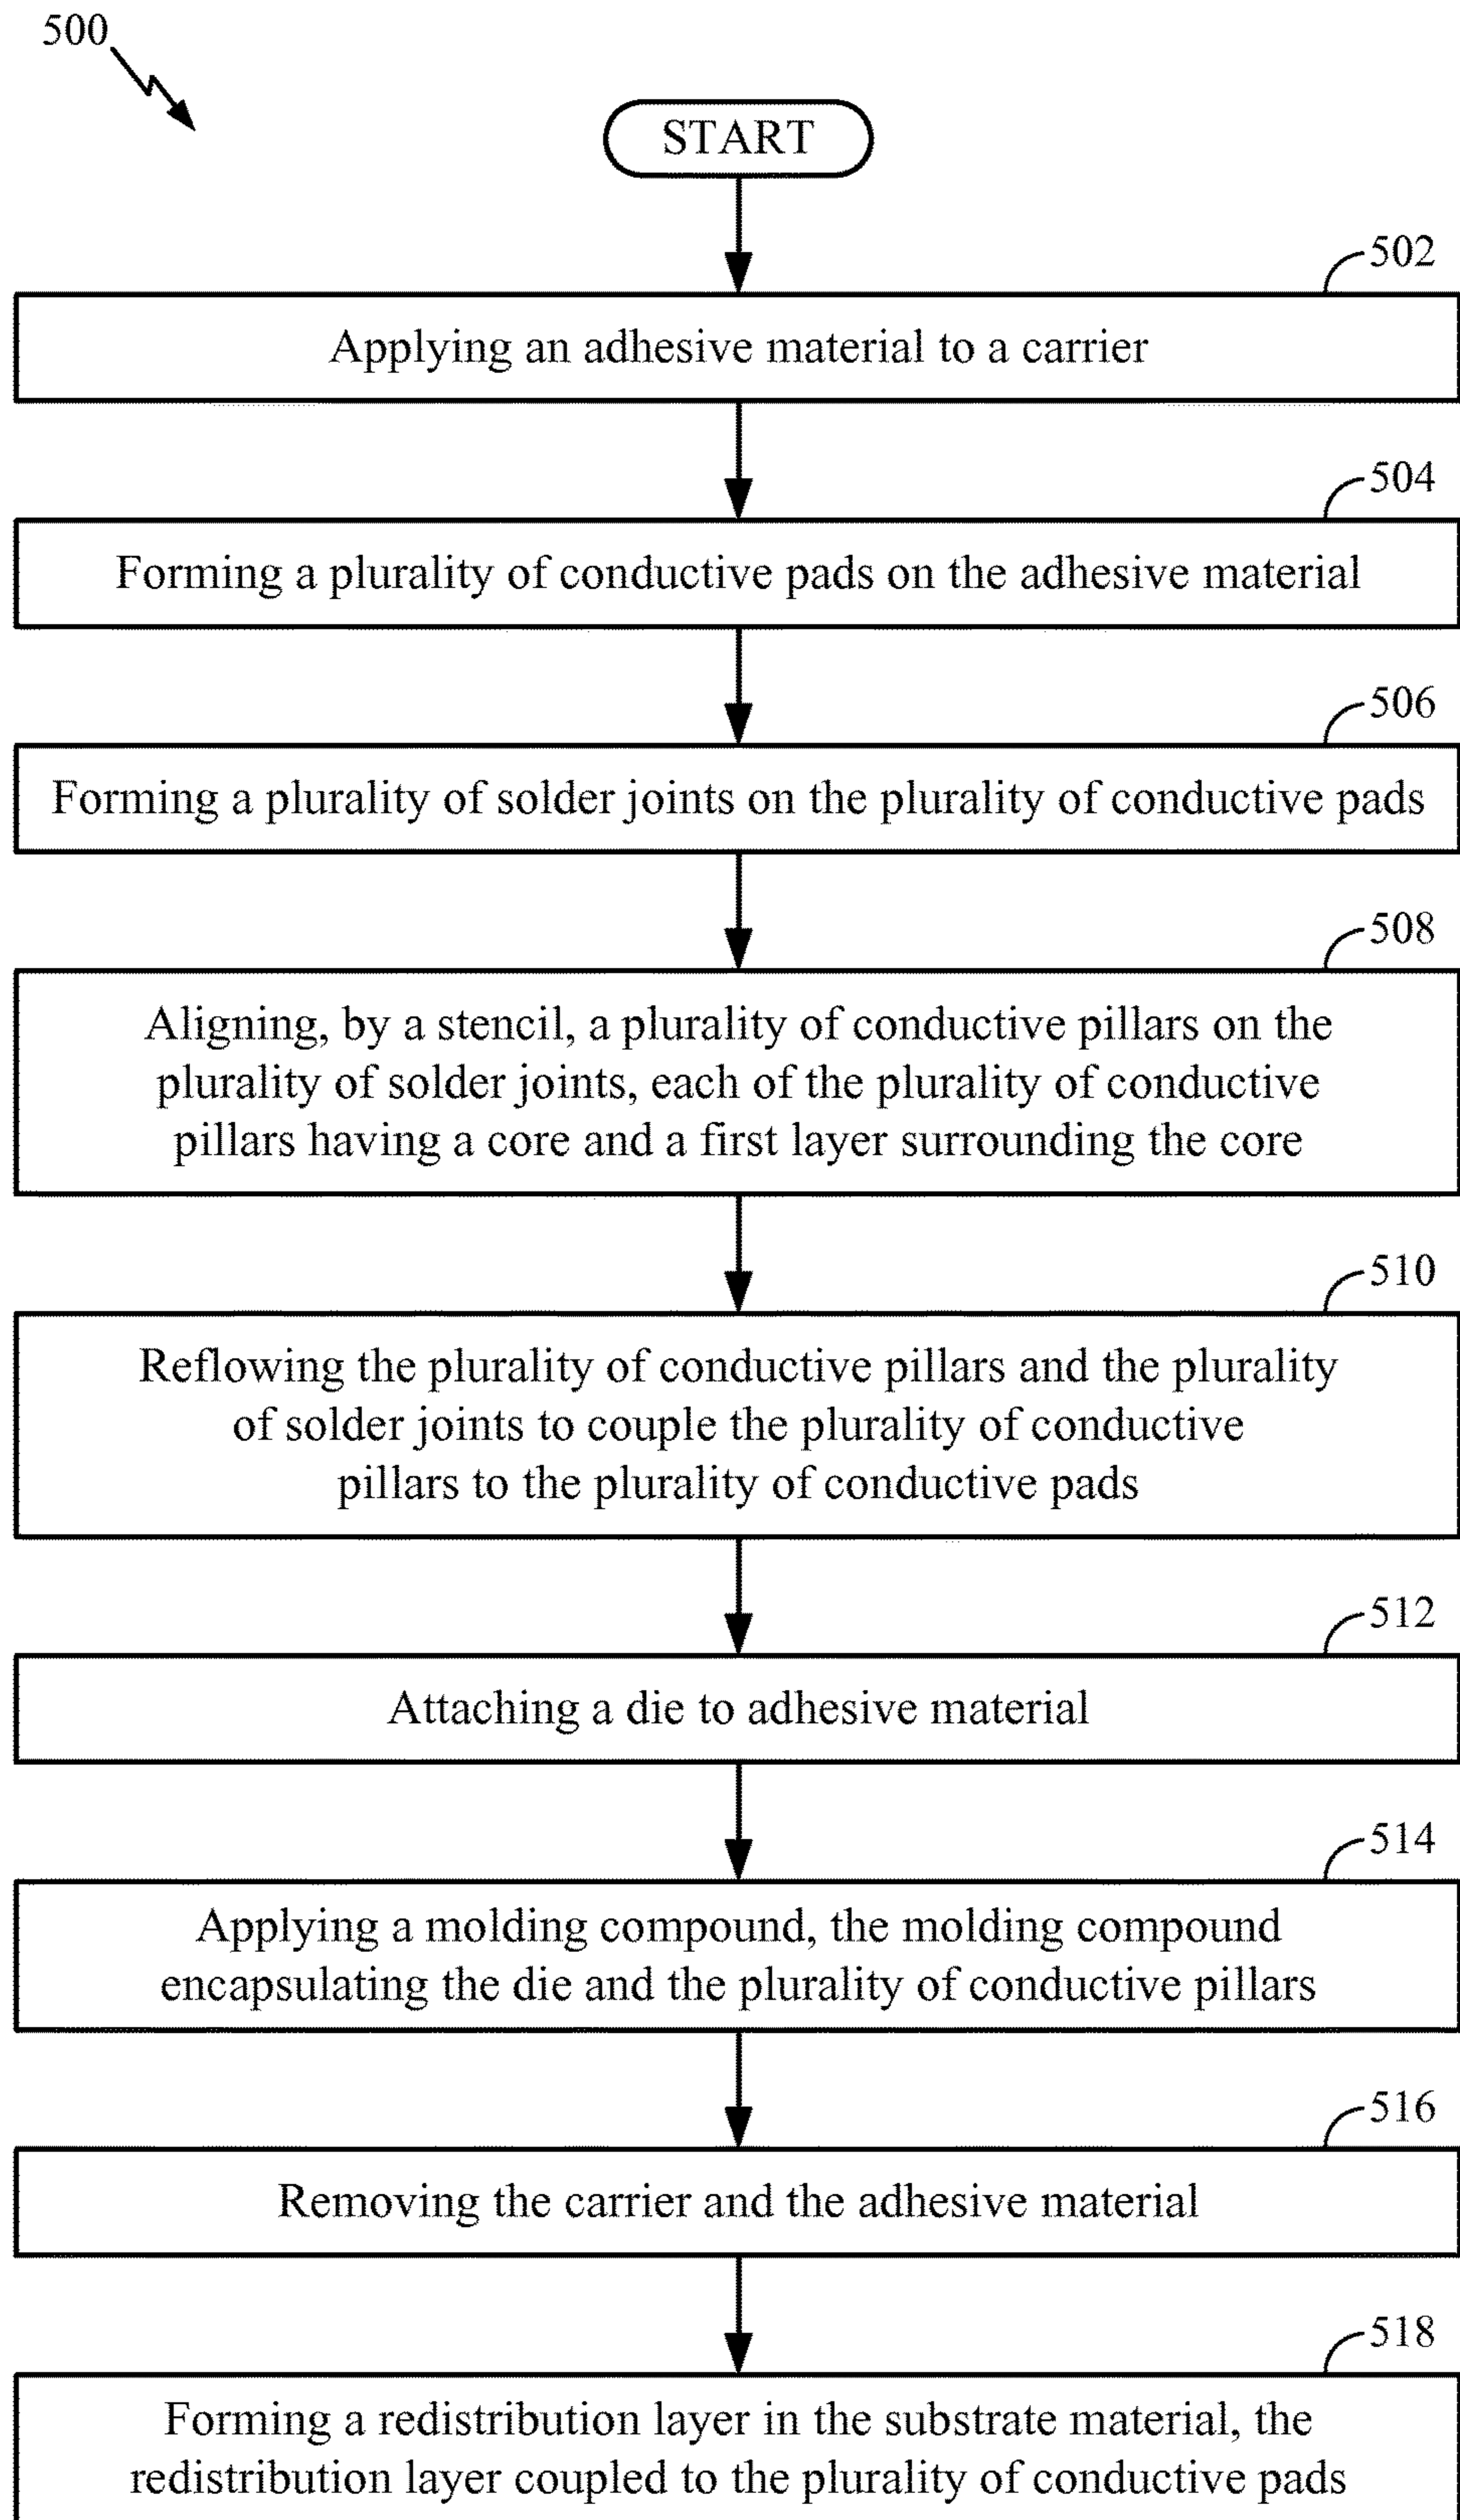 500
START
502
Applying an adhesive material to a carrier
504
Forming a plurality of conductive pads on the adhesive material
506
Forming a plurality of solder joints on the plurality of conductive pads
508
Aligning, by a stencil, a plurality of conductive pillars on the
plurality of solder joints, each of the plurality of conductive
pillars having a core and a first layer surrounding the core
510
Reflowing the plurality of conductive pillars and the plurality
of solder joints to couple the plurality of conductive
pillars to the plurality of conductive pads
512
Attaching a die to adhesive material
514
Applying a molding compound, the molding compound
encapsulating the die and the plurality of conductive pillars
516
Removing the carrier and the adhesive material
518
Forming a redistribution layer in the substrate material, the
redistribution layer coupled to the plurality of conductive pads